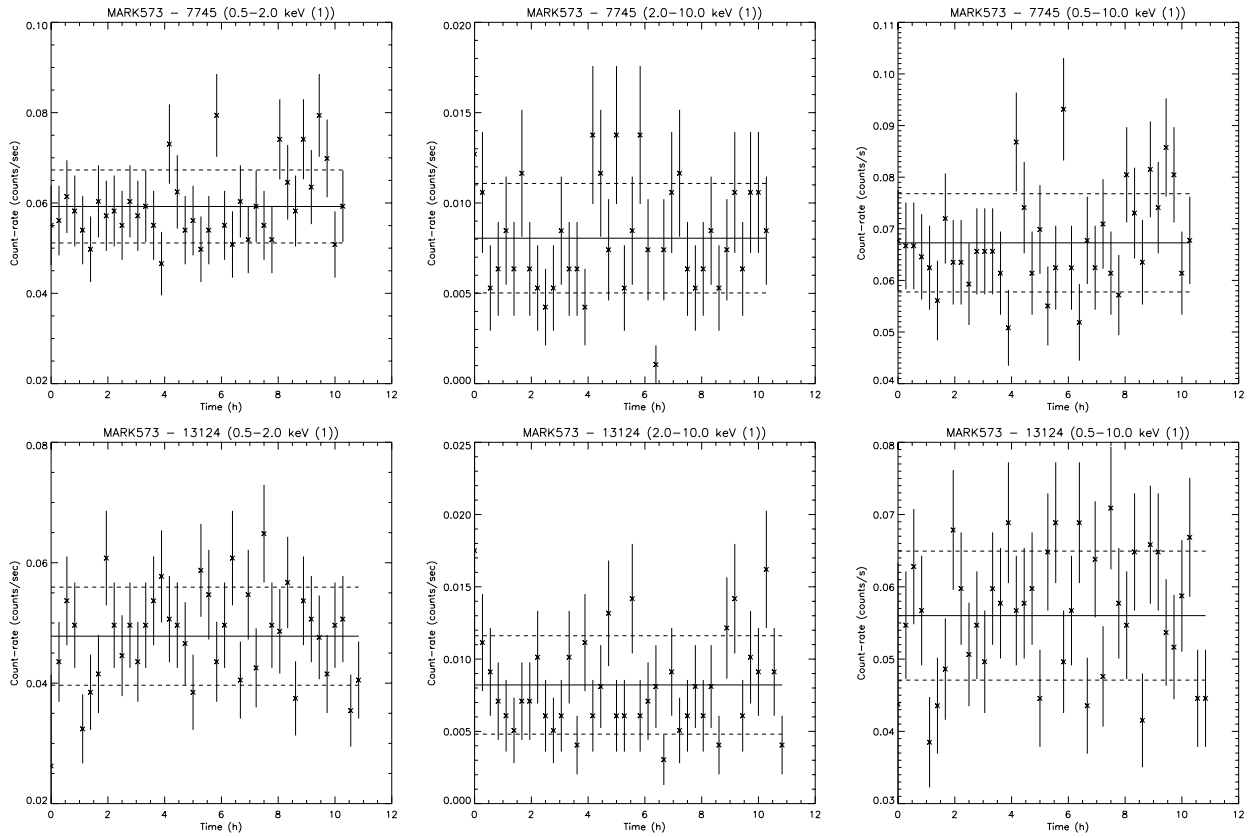 MARK573 − 7745 (0.5−2.0 keV (1))
0.10
0.08
0.06
0.04
0.02
Count−rate (counts/sec)
0 2 4 6 8 10 12
Time (h)
MARK573 − 7745 (2.0−10.0 keV (1))
0.020
0.015
0.010
0.005
0.000
Count−rate (counts/sec)
0 2 4 6 8 10 12
Time (h)
MARK573 − 7745 (0.5−10.0 keV (1))
0.11
0.10
0.09
0.08
0.07
0.06
0.05
0.04
Count−rate (counts/s)
0 2 4 6 8 10 12
Time (h)
MARK573 − 13124 (0.5−2.0 keV (1))
0.08
0.06
0.04
0.02
Count−rate (counts/sec)
0 2 4 6 8 10 12
Time (h)
MARK573 − 13124 (2.0−10.0 keV (1))
0.025
0.020
0.015
0.010
0.005
0.000
Count−rate (counts/sec)
0 2 4 6 8 10 12
Time (h)
MARK573 − 13124 (0.5−10.0 keV (1))
0.08
0.07
0.06
0.05
0.04
0.03
Count−rate (counts/s)
0 2 4 6 8 10 12
Time (h)